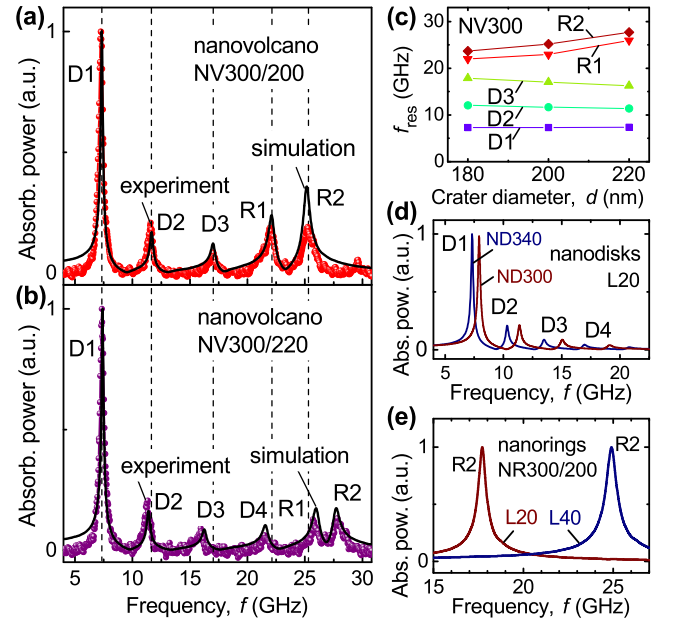 (a)
1
nanovolcano
NV300/200
D1
simulation
experiment
D2
D3
R1
R2
0
Absorb. power (a.u.)
(b)
1
nanovolcano
NV300/220
D1
simulation
experiment
D2
D3
D4
R1
R2
0
Absorb. power (a.u.)
5 10 15 20 25 30
Frequency, f (GHz)
(c)
30
20
10
0
fres (GHz)
NV300
R2
R1
D3
D2
D1
180 190 200 210 220
Crater diameter, d (nm)
(d)
1
0
Abs. pow. (a.u.)
D1
ND340
ND300
nanodisks
L20
D2
D3
D4
5 10 15 20
Frequency, f (GHz)
(e)
1
0
Abs. pow. (a.u.)
nanorings
NR300/200
R2
R2
L20
L40
15 20 25
Frequency, f (GHz)